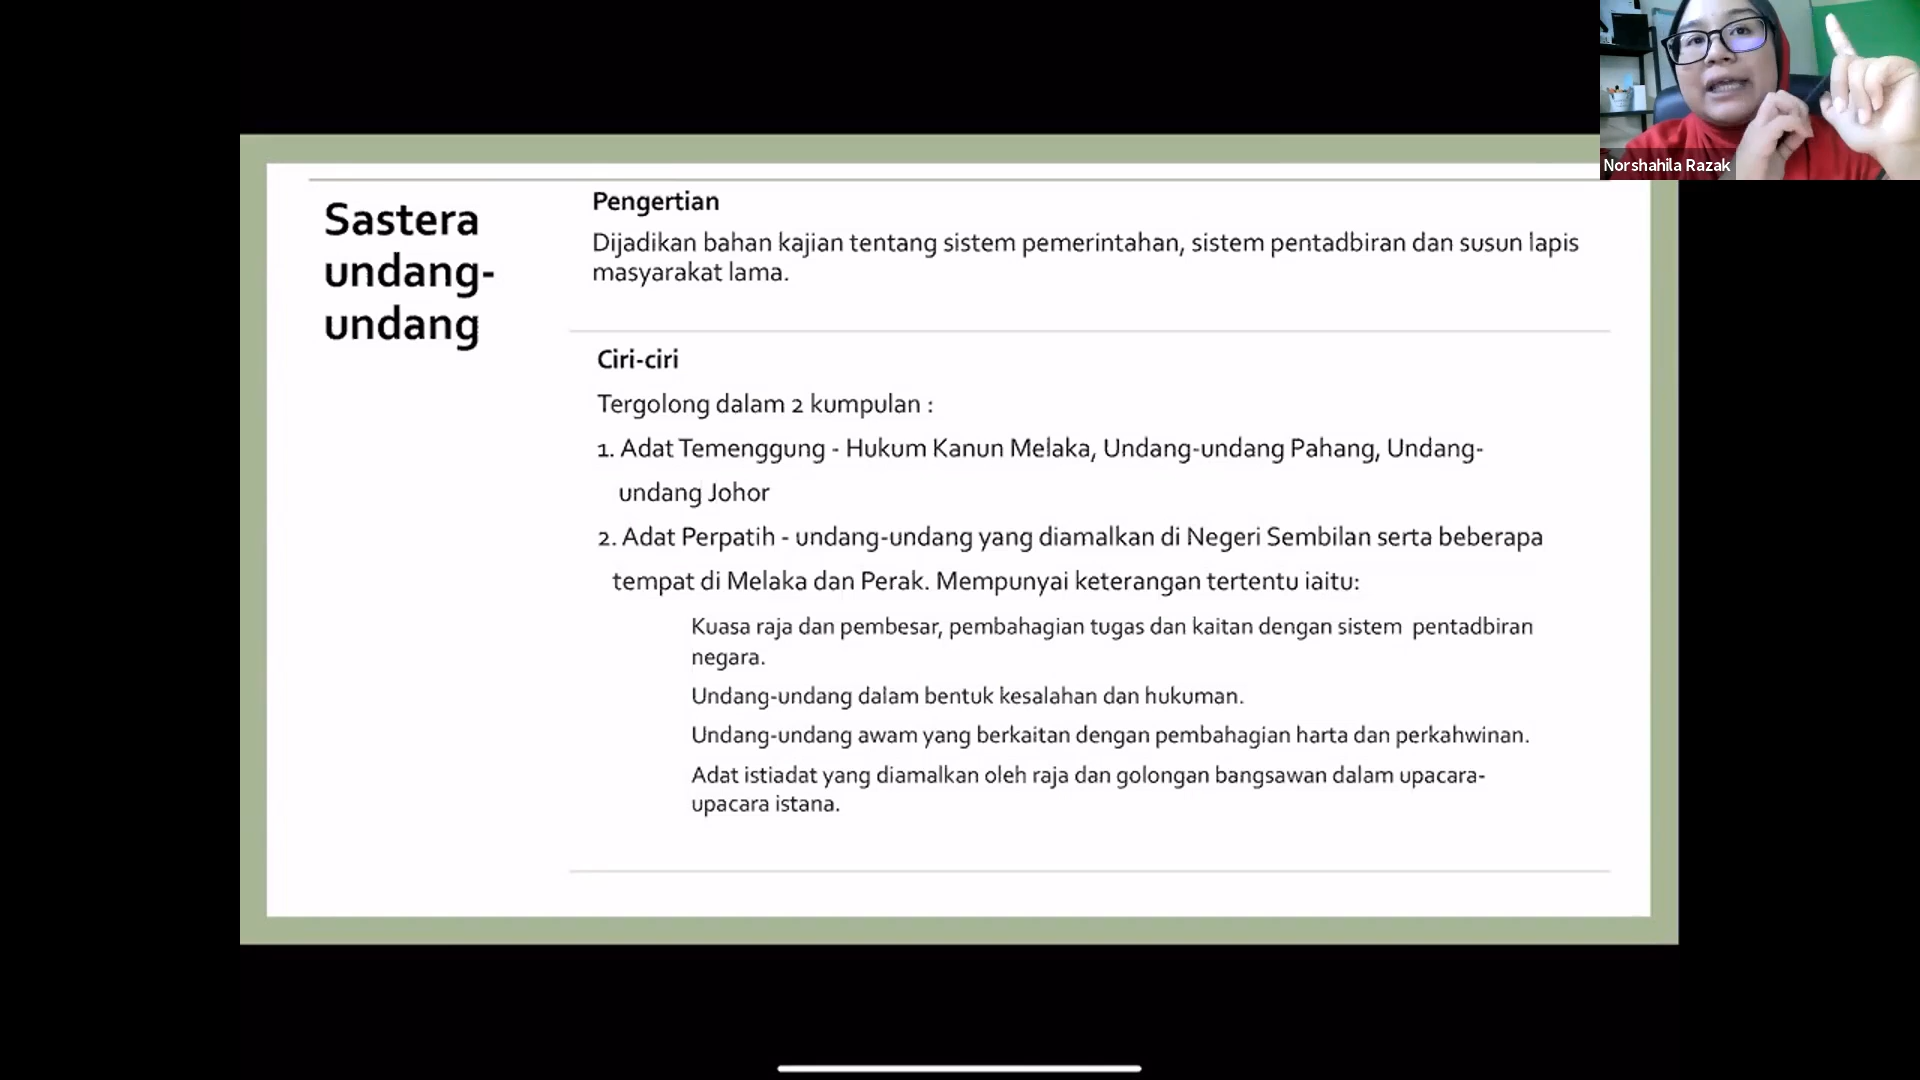 Sastera
undang-
undang
Pengertian
Dijadikan bahan kajian tentang sistem pemerintahan, sistem pentadbiran dan susun lapis
masyarakat lama.
Ciri-ciri
Tergolong dalam 2 kumpulan :
1. Adat Temenggung - Hukum Kanun Melaka, Undang-undang Pahang, Undang-
undang Johor
2. Adat Perpatih - undang-undang yang diamalkan di Negeri Sembilan serta beberapa
tempat di Melaka dan Perak. Mempunyai keterangan tertentu iaitu:
Kuasa raja dan pembesar, pembahagian tugas dan kaitan dengan sistem pentadbiran
negara.
Undang-undang dalam bentuk kesalahan dan hukuman.
Undang-undang awam yang berkaitan dengan pembahagian harta dan perkahwinan.
Adat istiadat yang diamalkan oleh raja dan golongan bangsawan dalam upacara-
upacara istana.
Norshahila Razak